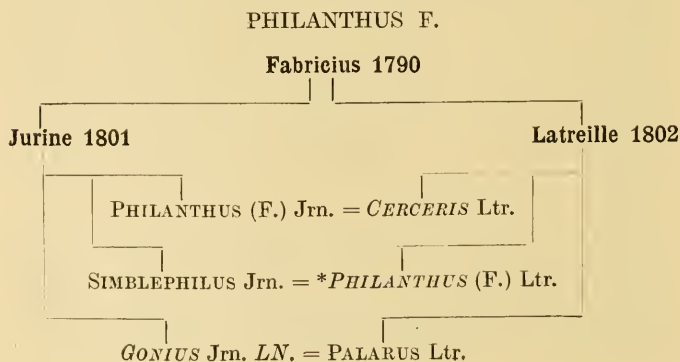 PHILANTHUS F.
Fabricius 1790
Jurine 1801 Latreille 1802
PHILANTHUS (F.) Jrn. = CERCERIS Ltr.
SIMBLEPHILUS Jrn. = *PHILANTHUS (F.) Ltr.
GONIUS Jrn. LN. = PALARUS Ltr.